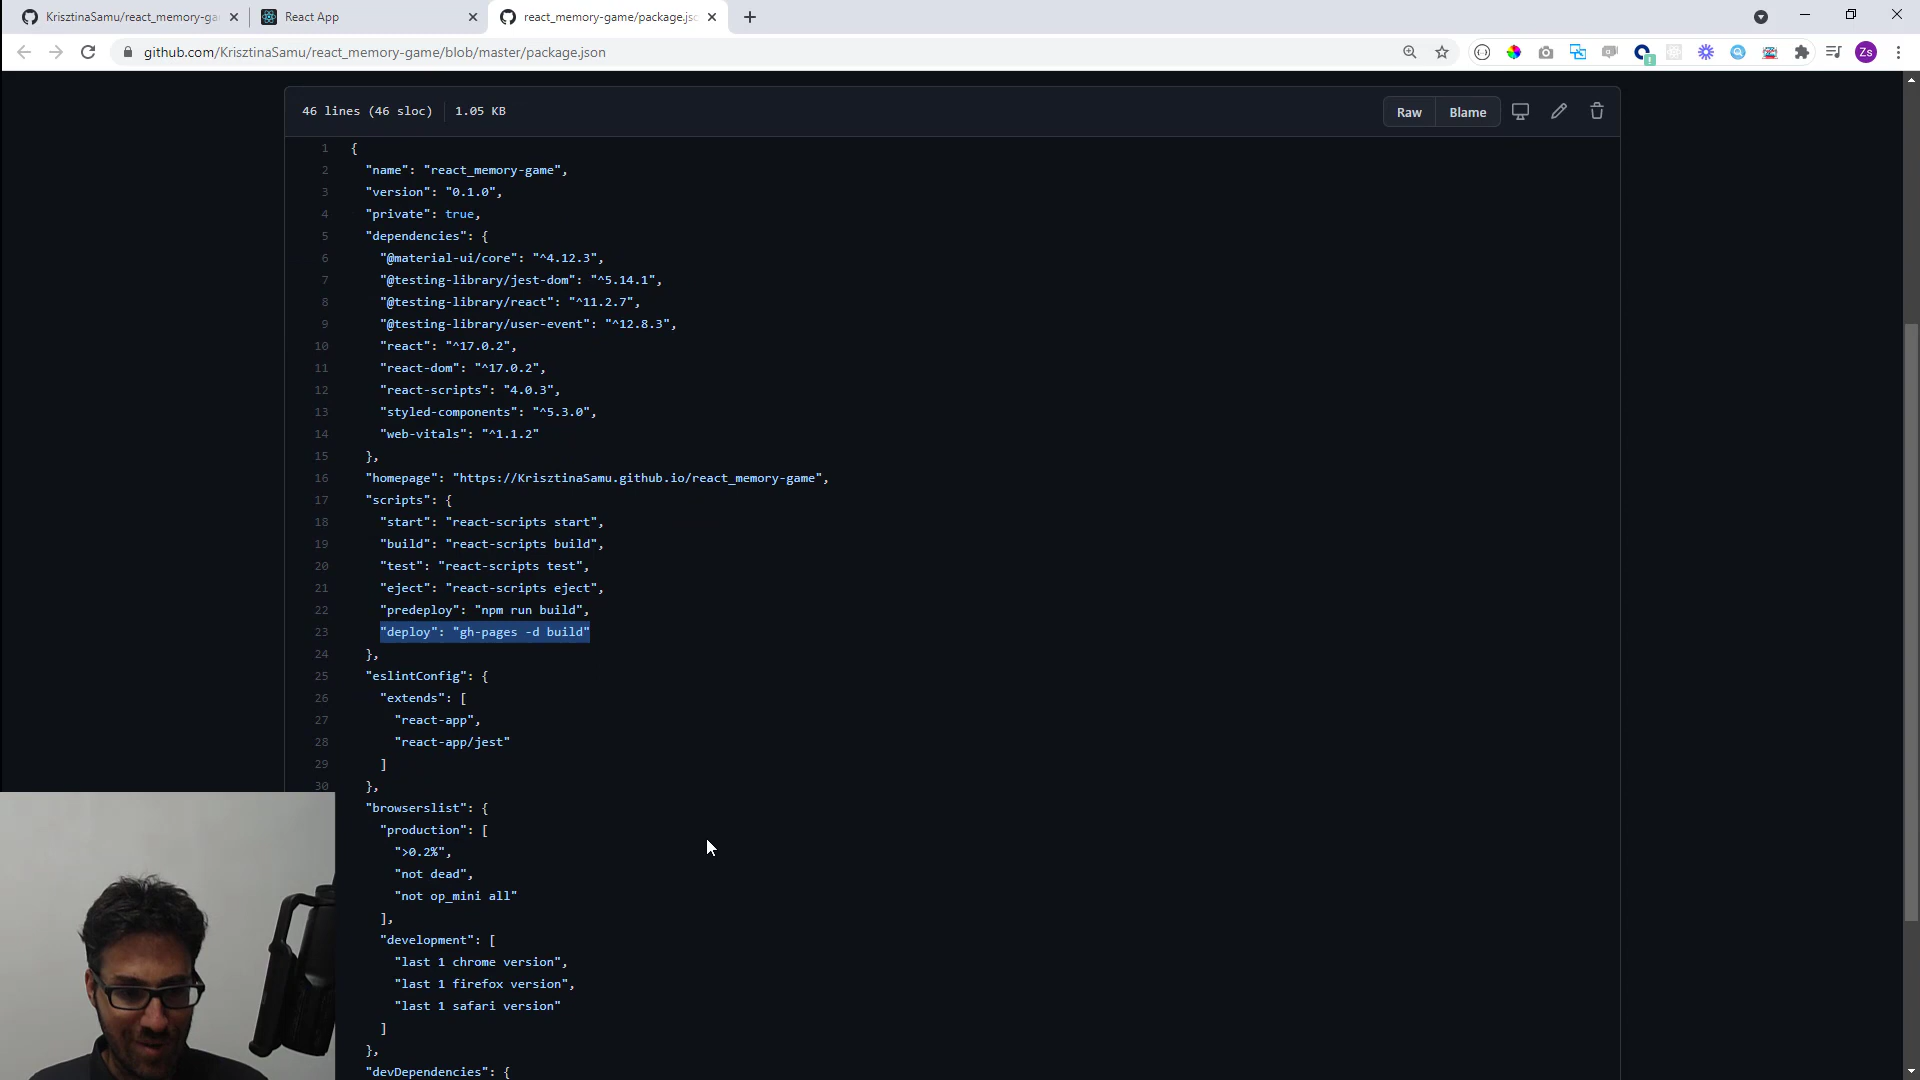 KrisztinaSamu/react_memory-ga
React App
react_memory-game/package.jsc
github.com/KrisztinaSamu/react_memory-game/blob/master/package.json
Zs
46 lines (46 sloc)
1.05 KB
Raw
Blame
1 {
2 "name": "react_memory-game",
3 "version": "0.1.0",
4 "private": true,
5 "dependencies": {
6 "@material-ui/core": "^4.12.3",
7 "@testing-library/jest-dom": "^5.14.1",
8 "@testing-library/react": "^11.2.7",
9 "@testing-library/user-event": "^12.8.3",
10 "react": "^17.0.2",
11 "react-dom": "^17.0.2",
12 "react-scripts": "4.0.3",
13 "styled-components": "^5.3.0",
14 "web-vitals": "^1.1.2"
15 },
16 "homepage": "https://KrisztinaSamu.github.io/react_memory-game",
17 "scripts": {
18 "start": "react-scripts start",
19 "build": "react-scripts build",
20 "test": "react-scripts test",
21 "eject": "react-scripts eject",
22 "predeploy": "npm run build",
23 "deploy": "gh-pages -d build"
24 },
25 "eslintConfig": {
26 "extends": [
27 "react-app",
28 "react-app/jest"
29 ]
30 },
"browserslist": {
"production": [
">0.2%",
"not dead",
"not op_mini all"
],
"development": [
"last 1 chrome version",
"last 1 firefox version",
"last 1 safari version"
]
},
"devDependencies": {